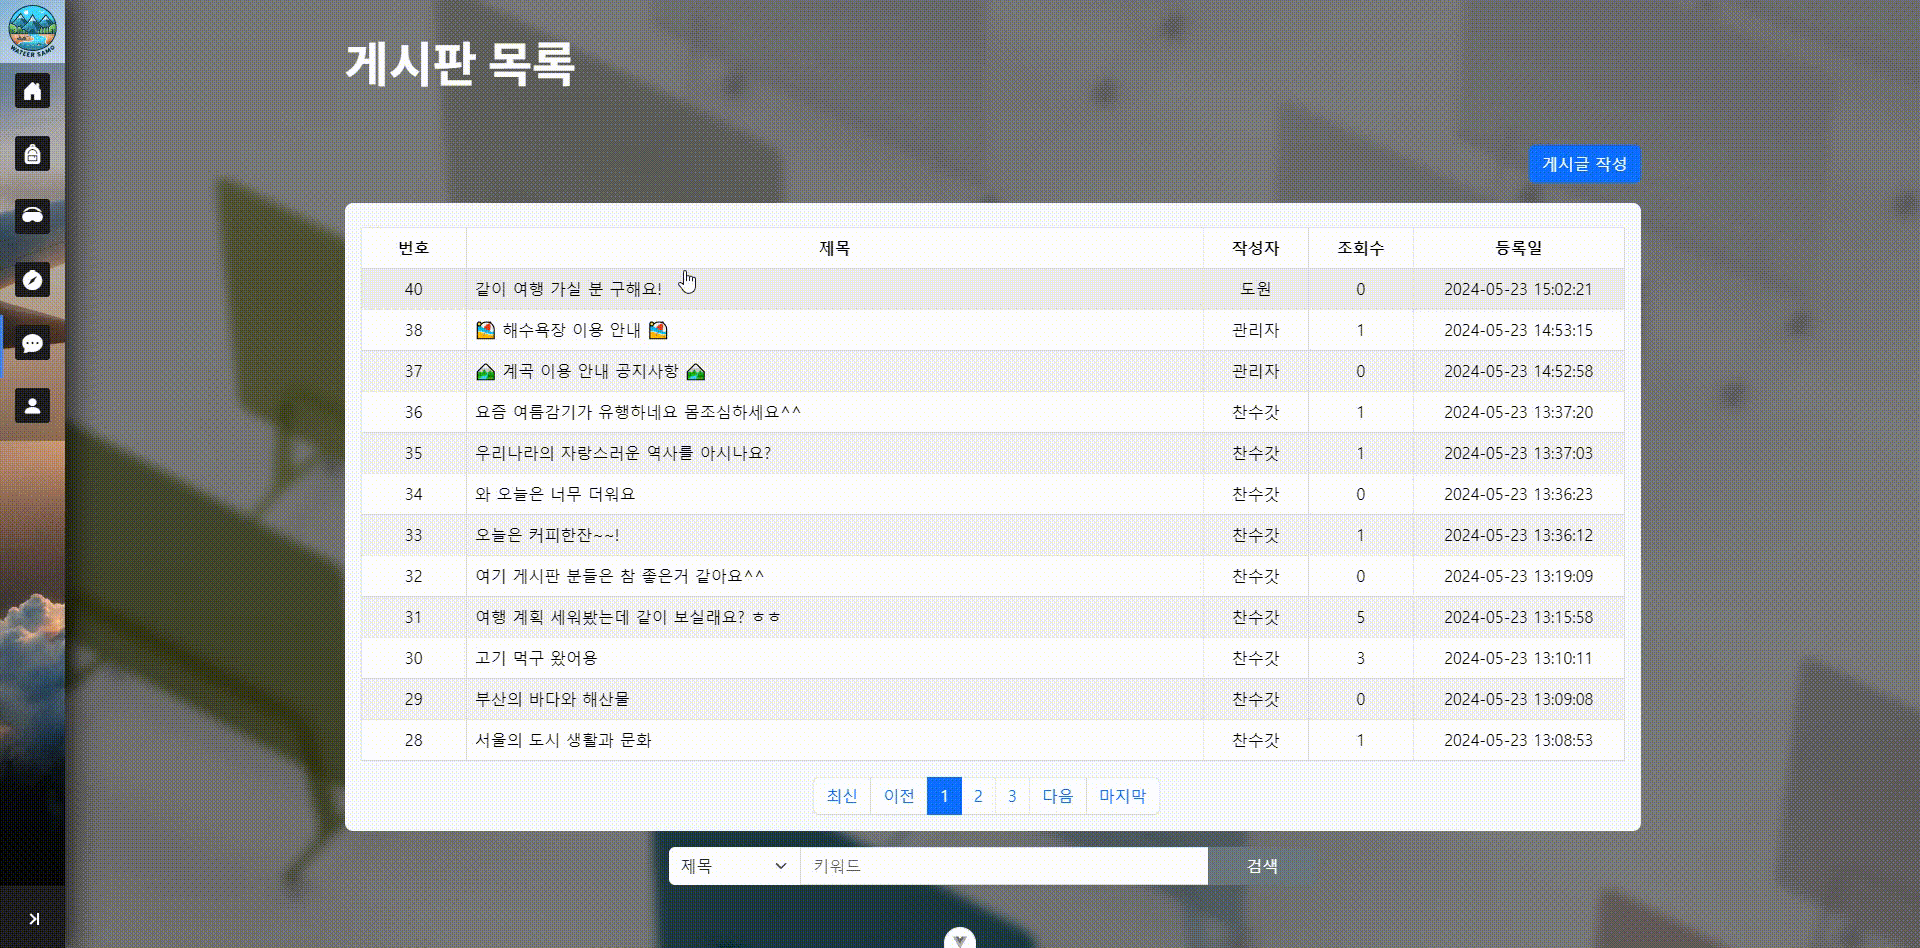 WATEER SAMO
게시판 목록
게시글 작성
번호 제목 작성자 조회수 등록일
40 같이 여행 가실 분 구해요! 도원 0 2024-05-23 15:02:21
38 🏖 해수욕장 이용 안내 🏖 관리자 1 2024-05-23 14:53:15
37 🏞 계곡 이용 안내 공지사항 🏞 관리자 0 2024-05-23 14:52:58
36 요즘 여름감기가 유행하네요 몸조심하세요^^ 찬수갓 1 2024-05-23 13:37:20
35 우리나라의 자랑스러운 역사를 아시나요? 찬수갓 1 2024-05-23 13:37:03
34 와 오늘은 너무 더워요 찬수갓 0 2024-05-23 13:36:23
33 오늘은 커피한잔~~! 찬수갓 1 2024-05-23 13:36:12
32 여기 게시판 분들은 참 좋은거 같아요^^ 찬수갓 0 2024-05-23 13:19:09
31 여행 계획 세워봤는데 같이 보실래요? ㅎㅎ 찬수갓 5 2024-05-23 13:15:58
30 고기 먹구 왔어용 찬수갓 3 2024-05-23 13:10:11
29 부산의 바다와 해산물 찬수갓 0 2024-05-23 13:09:08
28 서울의 도시 생활과 문화 찬수갓 1 2024-05-23 13:08:53
최신 이전 1 2 3 다음 마지막
제목 키워드 검색